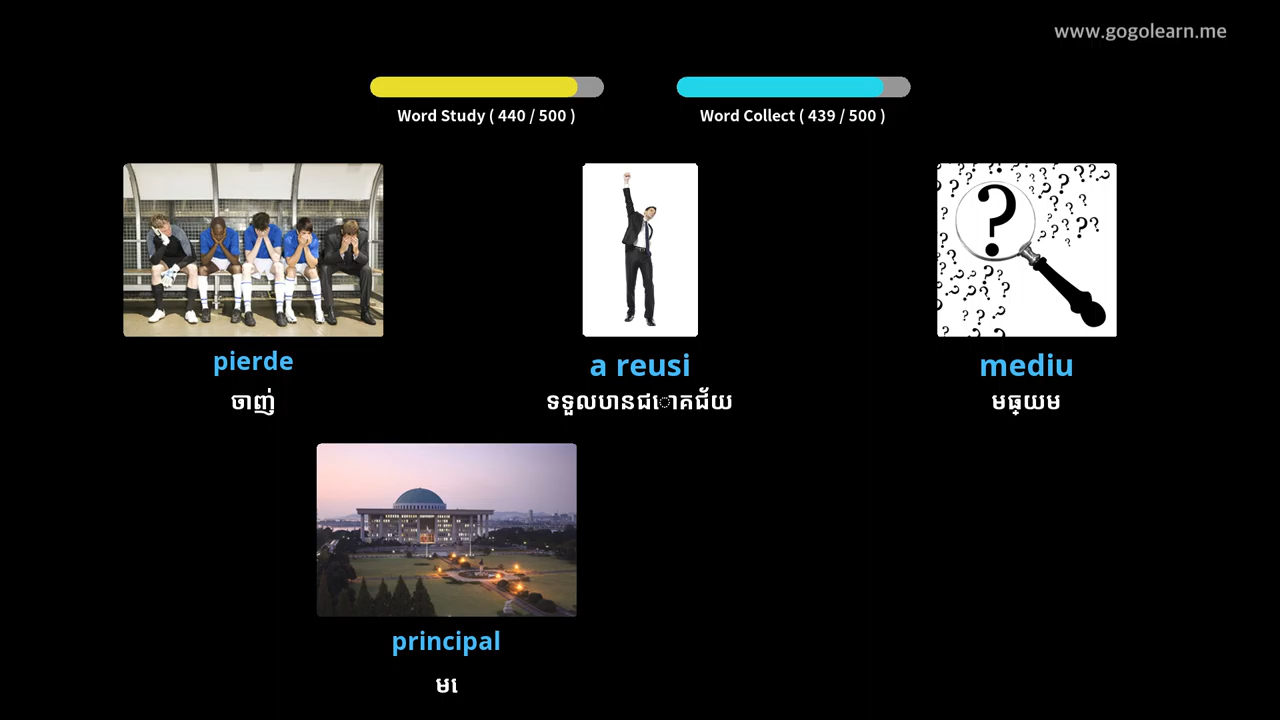 www.gogolearn.me
Word Study ( 440 / 500 )
Word Collect ( 439 / 500 )
pierde
ចាញ់
a reusi
ទទួលបានជោគជ័យ
mediu
មធ្យម
principal
មេ